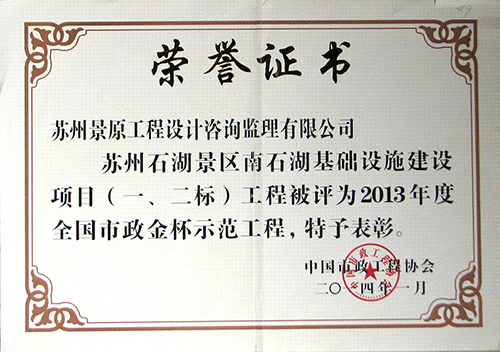 荣誉证书
苏州景原工程设计咨询监理有限公司
苏州石湖景区南石湖基础设施建设
项目（一、二标）工程被评为2013年度
全国市政金杯示范工程，特予表彰。
中国市政工程协会
二〇一四年一月